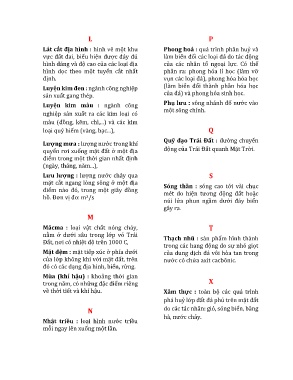 L
Lát cắt địa hình : hình vẽ một khu
vực đất đai, biểu hiện được đầy đủ
hình dáng và độ cao của các loại địa
hình dọc theo một tuyến cắt nhất
định.
Luyện kim đen : ngành công nghiệp
sản xuất gang thép.
Luyện kim màu : ngành công
nghiệp sản xuất ra các kim loại có
màu (đồng, kẽm, chì,...) và các kim
loại quý hiếm (vàng, bạc...),
Lượng mưa : lượng nước trong khí
quyển rơi xuống mặt đất ở một địa
điểm trong một thời gian nhất định
(ngày, tháng, năm...).
Lưu lượng : lượng nước chảy qua
mặt cắt ngang lòng sông ở một địa
điểm nào đó, trong một giây đồng
hồ. Đơn vị đo: m³/s
M
Mácma : loại vật chất nóng chảy,
nằm ở dưới sâu trong lớp vỏ Trái
Đất, nơi có nhiệt độ trên 1000 C,
Mặt đệm : mặt tiếp xúc ở phía dưới
của lớp không khí với mặt đất, trên
đó có các dạng địa hình, biển, rừng.
Mùa (khí hậu) : khoảng thời gian
trong năm, có những đặc điểm riêng
về thời tiết và khí hậu.
N
Nhật triều : loại hình nước triều
mỗi ngày lên xuống một lần.
P
Phong hoá : quá trình phân huỷ và
làm biến đổi các loại đá do tác động
của các nhân tố ngoại lực. Có thể
phân ra: phong hóa lí học (làm vỡ
vụn các loại đá), phong hóa hóa học
(làm biến đổi thành phần hóa học
của đá) và phong hóa sinh học.
Phụ lưu : sông nhánh đổ nước vào
một sông chính.
Q
Quỹ đạo Trái Đất : đường chuyển
động của Trái Đất quanh Mặt Trời.
S
Sóng thần : sóng cao tới vài chục
mét do hiện tượng động đất hoặc
núi lửa phun ngầm dưới đáy biển
gây ra.
T
Thạch nhũ : sản phẩm hình thành
trong các hang động do sự nhỏ giọt
của dung dịch đá vôi hòa tan trong
nước có chứa axit cacbônic.
X
Xâm thực : toàn bộ các quá trình
phá huỷ lớp đất đá phủ trên mặt đất
do các tác nhân gió, sóng biển, băng
hà, nước chảy.